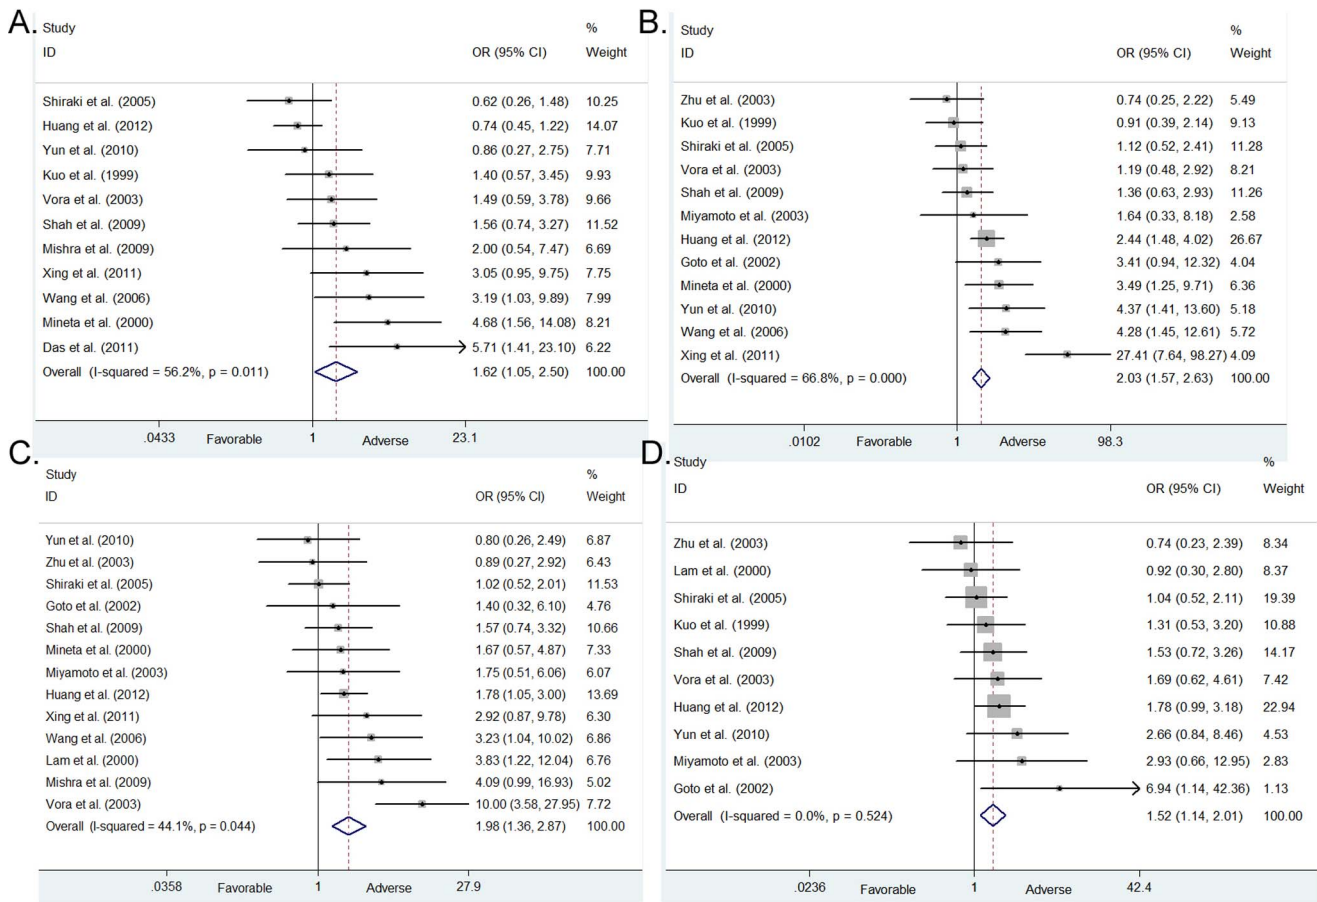 A.
Study %
ID OR (95% CI) Weight
Shiraki et al. (2005) 0.62 (0.26, 1.48) 10.25
Huang et al. (2012) 0.74 (0.45, 1.22) 14.07
Yun et al. (2010) 0.86 (0.27, 2.75) 7.71
Kuo et al. (1999) 1.40 (0.57, 3.45) 9.93
Vora et al. (2003) 1.49 (0.59, 3.78) 9.66
Shah et al. (2009) 1.56 (0.74, 3.27) 11.52
Mishra et al. (2009) 2.00 (0.54, 7.47) 6.69
Xing et al. (2011) 3.05 (0.95, 9.75) 7.75
Wang et al. (2006) 3.19 (1.03, 9.89) 7.99
Mineta et al. (2000) 4.68 (1.56, 14.08) 8.21
Das et al. (2011) 5.71 (1.41, 23.10) 6.22
Overall (I-squared = 56.2%, p = 0.011) 1.62 (1.05, 2.50) 100.00
.0433 Favorable 1 Adverse 23.1
B.
Study %
ID OR (95% CI) Weight
Zhu et al. (2003) 0.74 (0.25, 2.22) 5.49
Kuo et al. (1999) 0.91 (0.39, 2.14) 9.13
Shiraki et al. (2005) 1.12 (0.52, 2.41) 11.28
Vora et al. (2003) 1.19 (0.48, 2.92) 8.21
Shah et al. (2009) 1.36 (0.63, 2.93) 11.26
Miyamoto et al. (2003) 1.64 (0.33, 8.18) 2.58
Huang et al. (2012) 2.44 (1.48, 4.02) 26.67
Goto et al. (2002) 3.41 (0.94, 12.32) 4.04
Mineta et al. (2000) 3.49 (1.25, 9.71) 6.36
Yun et al. (2010) 4.37 (1.41, 13.60) 5.18
Wang et al. (2006) 4.28 (1.45, 12.61) 5.72
Xing et al. (2011) 27.41 (7.64, 98.27) 4.09
Overall (I-squared = 66.8%, p = 0.000) 2.03 (1.57, 2.63) 100.00
.0102 Favorable 1 Adverse 98.3
C.
Study %
ID OR (95% CI) Weight
Yun et al. (2010) 0.80 (0.26, 2.49) 6.87
Zhu et al. (2003) 0.89 (0.27, 2.92) 6.43
Shiraki et al. (2005) 1.02 (0.52, 2.01) 11.53
Goto et al. (2002) 1.40 (0.32, 6.10) 4.76
Shah et al. (2009) 1.57 (0.74, 3.32) 10.66
Mineta et al. (2000) 1.67 (0.57, 4.87) 7.33
Miyamoto et al. (2003) 1.75 (0.51, 6.06) 6.07
Huang et al. (2012) 1.78 (1.05, 3.00) 13.69
Xing et al. (2011) 2.92 (0.87, 9.78) 6.30
Wang et al. (2006) 3.23 (1.04, 10.02) 6.86
Lam et al. (2000) 3.83 (1.22, 12.04) 6.76
Mishra et al. (2009) 4.09 (0.99, 16.93) 5.02
Vora et al. (2003) 10.00 (3.58, 27.95) 7.72
Overall (I-squared = 44.1%, p = 0.044) 1.98 (1.36, 2.87) 100.00
.0358 Favorable 1 Adverse 27.9
D.
Study %
ID OR (95% CI) Weight
Zhu et al. (2003) 0.74 (0.23, 2.39) 8.34
Lam et al. (2000) 0.92 (0.30, 2.80) 8.37
Shiraki et al. (2005) 1.04 (0.52, 2.11) 19.39
Kuo et al. (1999) 1.31 (0.53, 3.20) 10.88
Shah et al. (2009) 1.53 (0.72, 3.26) 14.17
Vora et al. (2003) 1.69 (0.62, 4.61) 7.42
Huang et al. (2012) 1.78 (0.99, 3.18) 22.94
Yun et al. (2010) 2.66 (0.84, 8.46) 4.53
Miyamoto et al. (2003) 2.93 (0.66, 12.95) 2.83
Goto et al. (2002) 6.94 (1.14, 42.36) 1.13
Overall (I-squared = 0.0%, p = 0.524) 1.52 (1.14, 2.01) 100.00
.0236 Favorable 1 Adverse 42.4